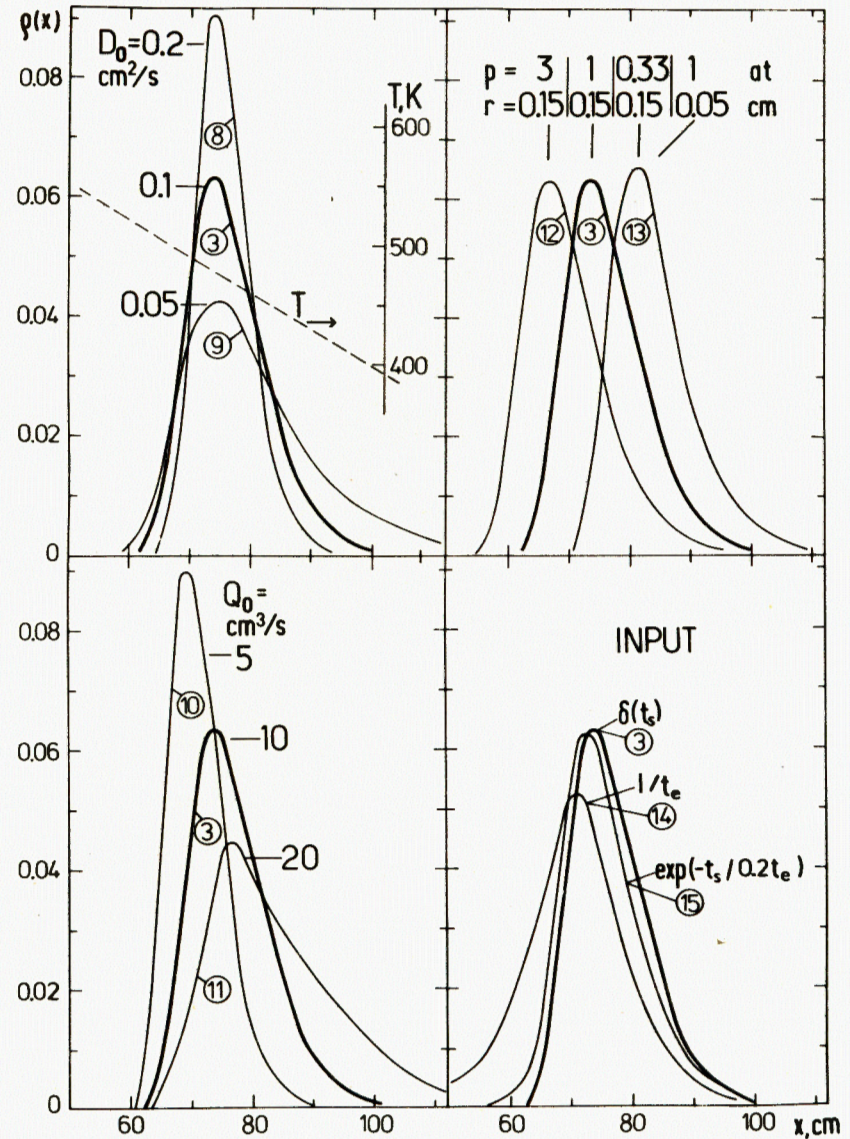 ρ(x)
D₀=0.2
cm²/s
0.08
0.06
0.04
0.02
0
8
0.1
3
0.05
9
T
T,K
600
500
400
p = 3 | 1 | 0.33 | 1 at
r = 0.15 | 0.15 | 0.15 | 0.05 cm
12
3
13
Q₀=
cm³/s
5
10
10
3
20
11
0.08
0.06
0.04
0.02
0
60
80
100
INPUT
δ(tₛ)
3
1/tₑ
14
exp(-tₛ/0.2tₑ)
15
60
80
100
x,cm